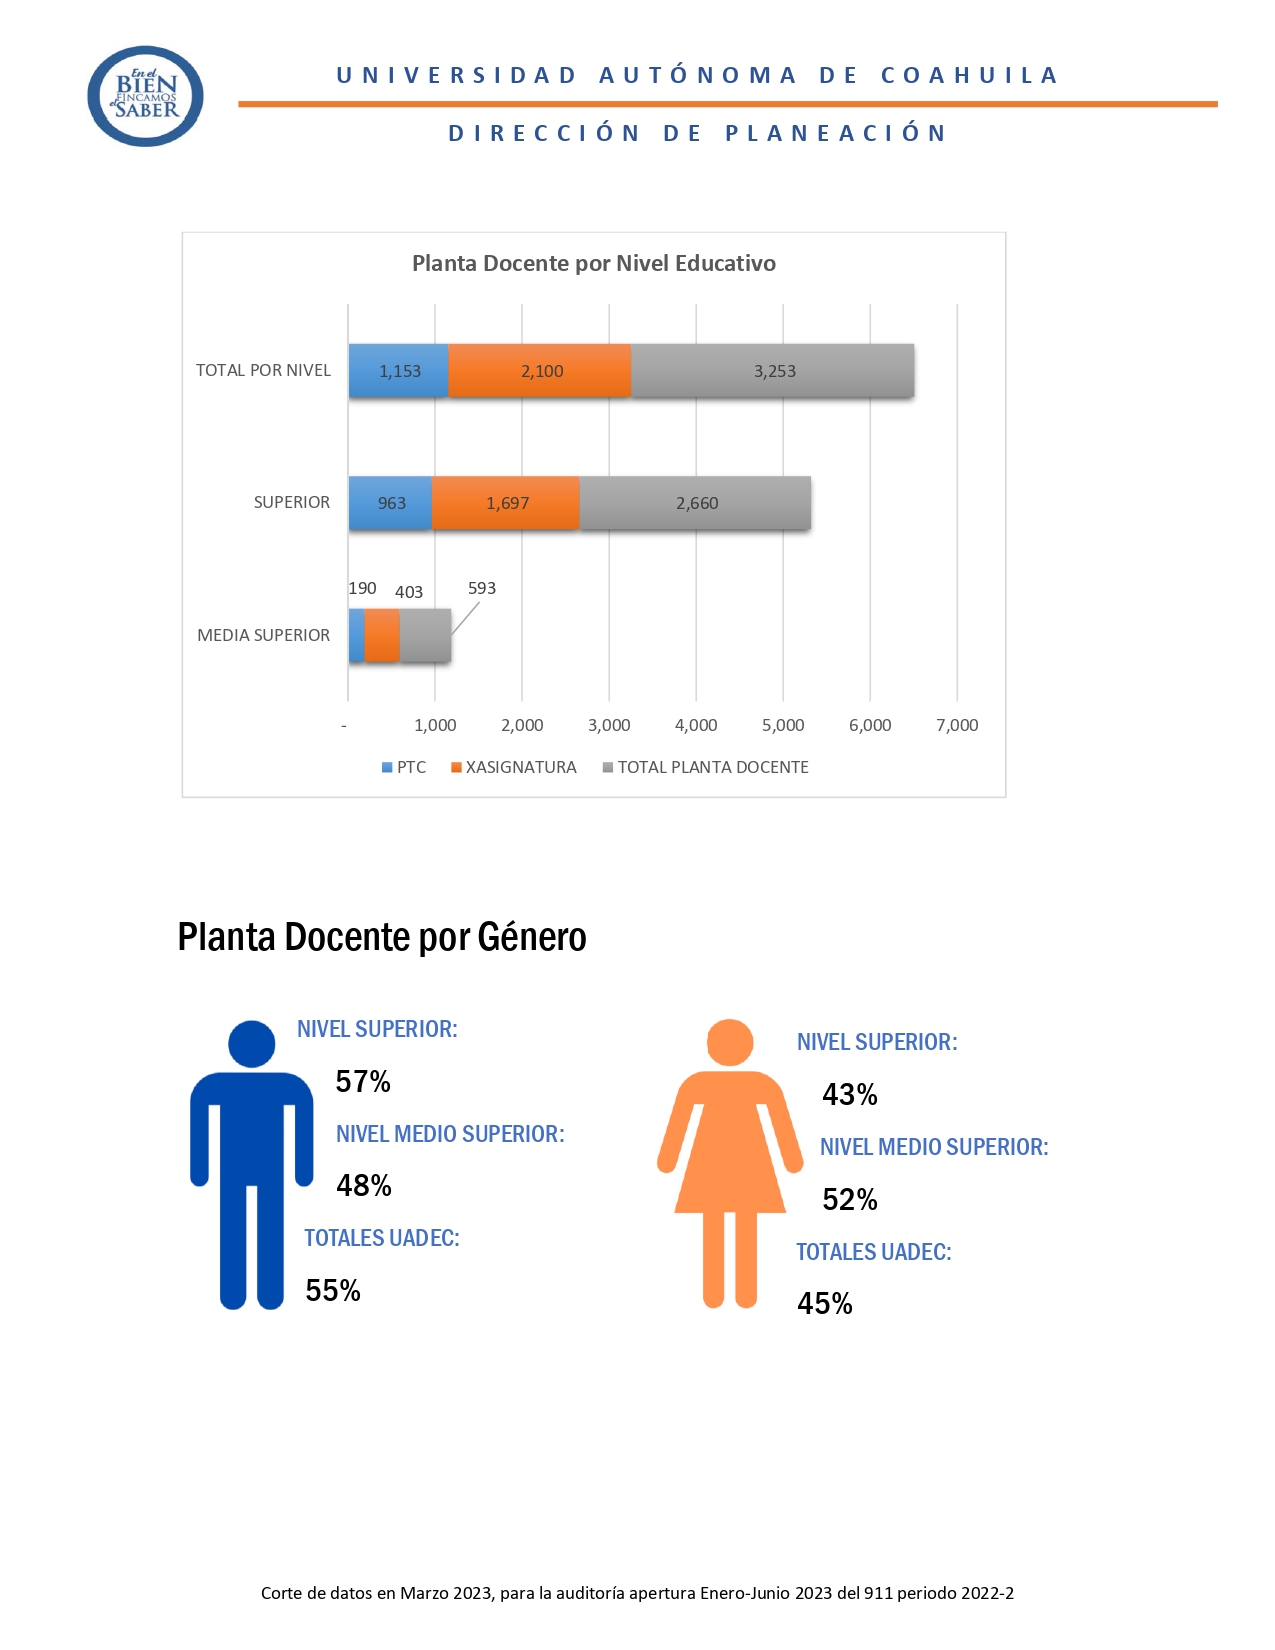 En el
BIEN
FINCAMOS
el SABER
UNIVERSIDAD AUTÓNOMA DE COAHUILA
DIRECCIÓN DE PLANEACIÓN
Planta Docente por Nivel Educativo
TOTAL POR NIVEL 1,153 2,100 3,253
SUPERIOR 963 1,697 2,660
190 403 593
MEDIA SUPERIOR
- 1,000 2,000 3,000 4,000 5,000 6,000 7,000
PTC XASIGNATURA TOTAL PLANTA DOCENTE
Planta Docente por Género
NIVEL SUPERIOR:
57%
NIVEL MEDIO SUPERIOR:
48%
TOTALES UADEC:
55%
NIVEL SUPERIOR:
43%
NIVEL MEDIO SUPERIOR:
52%
TOTALES UADEC:
45%
Corte de datos en Marzo 2023, para la auditoría apertura Enero-Junio 2023 del 911 periodo 2022-2